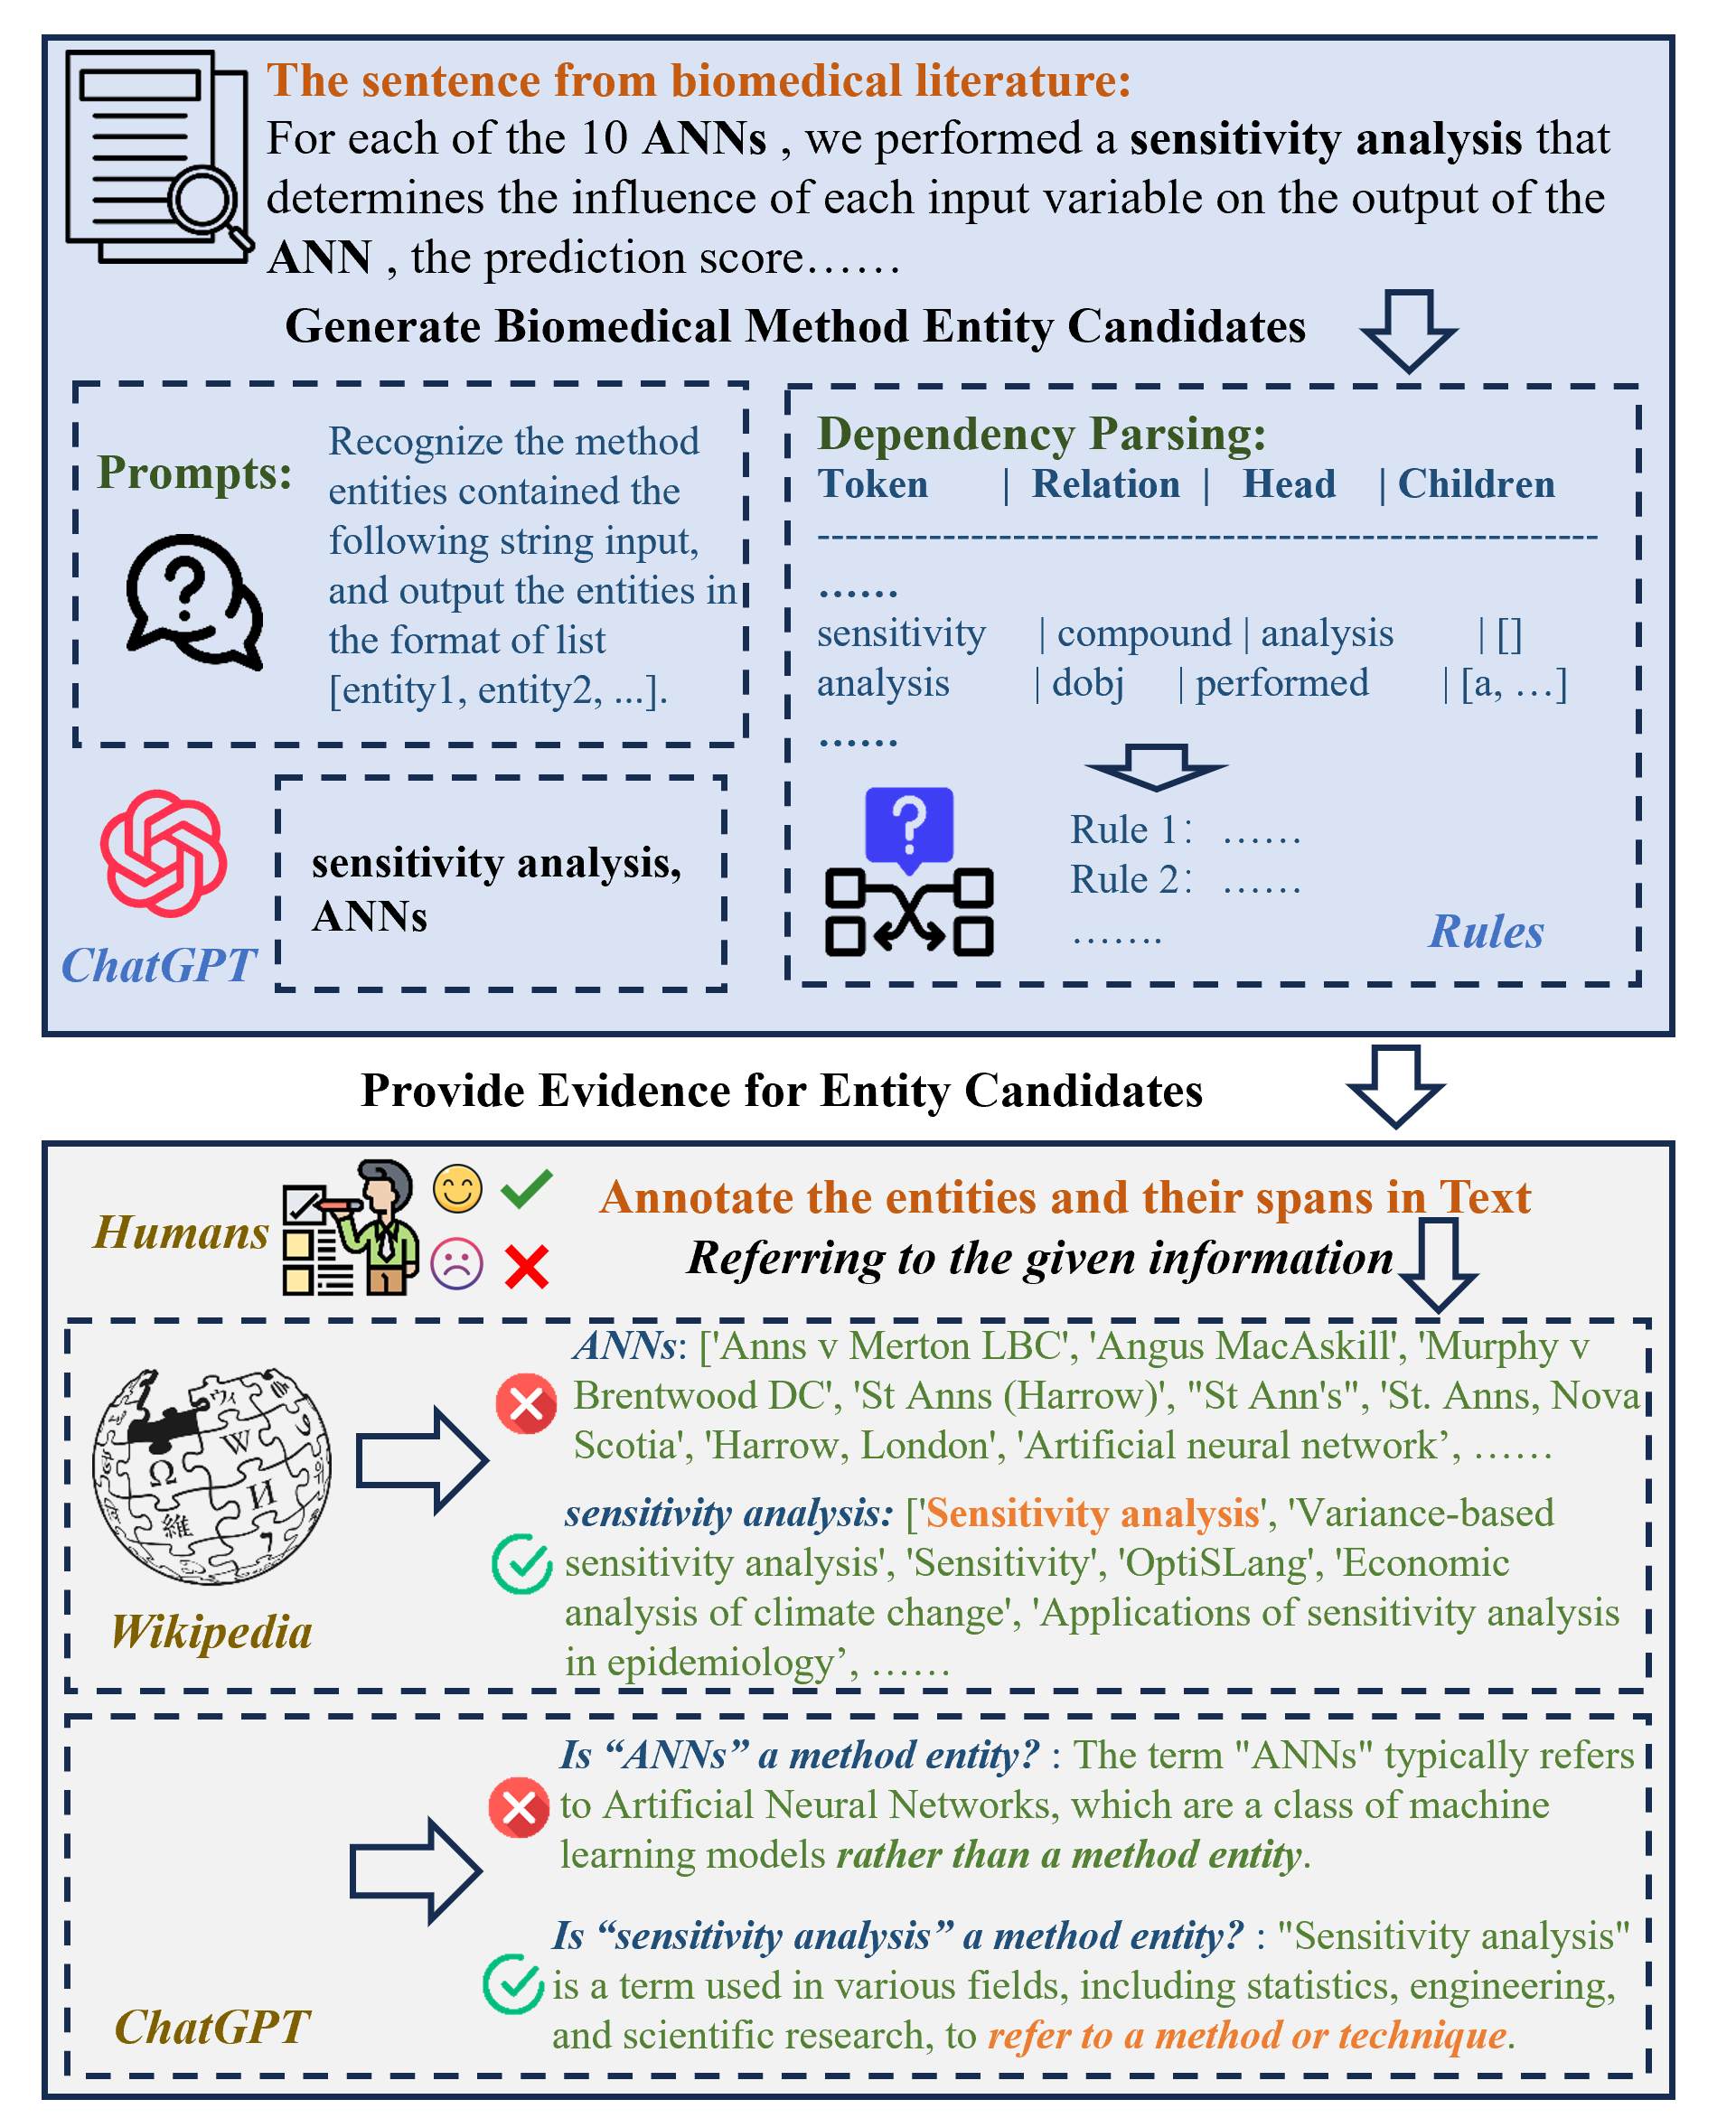 The sentence from biomedical literature:
For each of the 10 ANNs , we performed a sensitivity analysis that
determines the influence of each input variable on the output of the
ANN , the prediction score……
Generate Biomedical Method Entity Candidates
Prompts:
Recognize the method
entities contained the
following string input,
and output the entities in
the format of list
[entity1, entity2, ...].
ChatGPT
sensitivity analysis,
ANNs
Dependency Parsing:
Token | Relation | Head | Children
--------------------------------------------------------
……
sensitivity | compound | analysis | []
analysis | dobj | performed | [a, …]
……
Rule 1: ……
Rule 2: ……
…….
Rules
Provide Evidence for Entity Candidates
Humans
Annotate the entities and their spans in Text
Referring to the given information
Wikipedia
ANNs: ['Anns v Merton LBC', 'Angus MacAskill', 'Murphy v
Brentwood DC', 'St Anns (Harrow)', "St Ann's", 'St. Anns, Nova
Scotia', 'Harrow, London', 'Artificial neural network’, ……
sensitivity analysis: ['Sensitivity analysis', 'Variance-based
sensitivity analysis', 'Sensitivity', 'OptiSLang', 'Economic
analysis of climate change', 'Applications of sensitivity analysis
in epidemiology’, ……
ChatGPT
Is “ANNs” a method entity? : The term "ANNs" typically refers
to Artificial Neural Networks, which are a class of machine
learning models rather than a method entity.
Is “sensitivity analysis” a method entity? : "Sensitivity analysis"
is a term used in various fields, including statistics, engineering,
and scientific research, to refer to a method or technique.